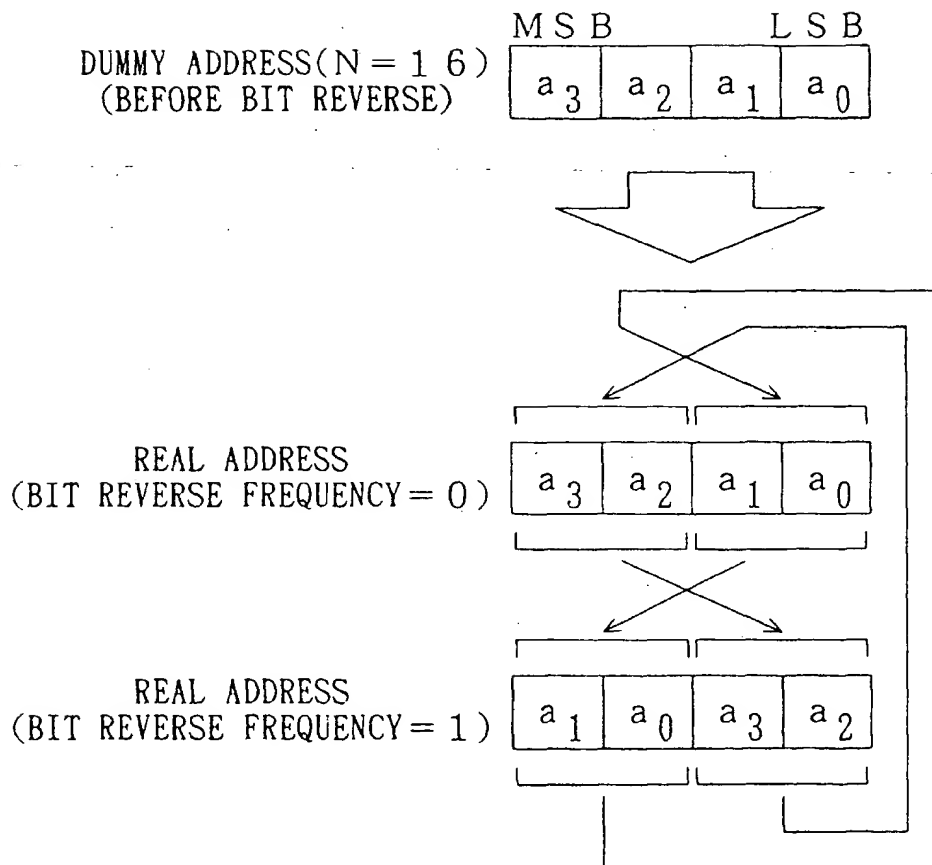 MSB LSB
DUMMY ADDRESS(N=16)
(BEFORE BIT REVERSE)
a3 a2 a1 a0
REAL ADDRESS
(BIT REVERSE FREQUENCY=0)
a3 a2 a1 a0
REAL ADDRESS
(BIT REVERSE FREQUENCY=1)
a1 a0 a3 a2